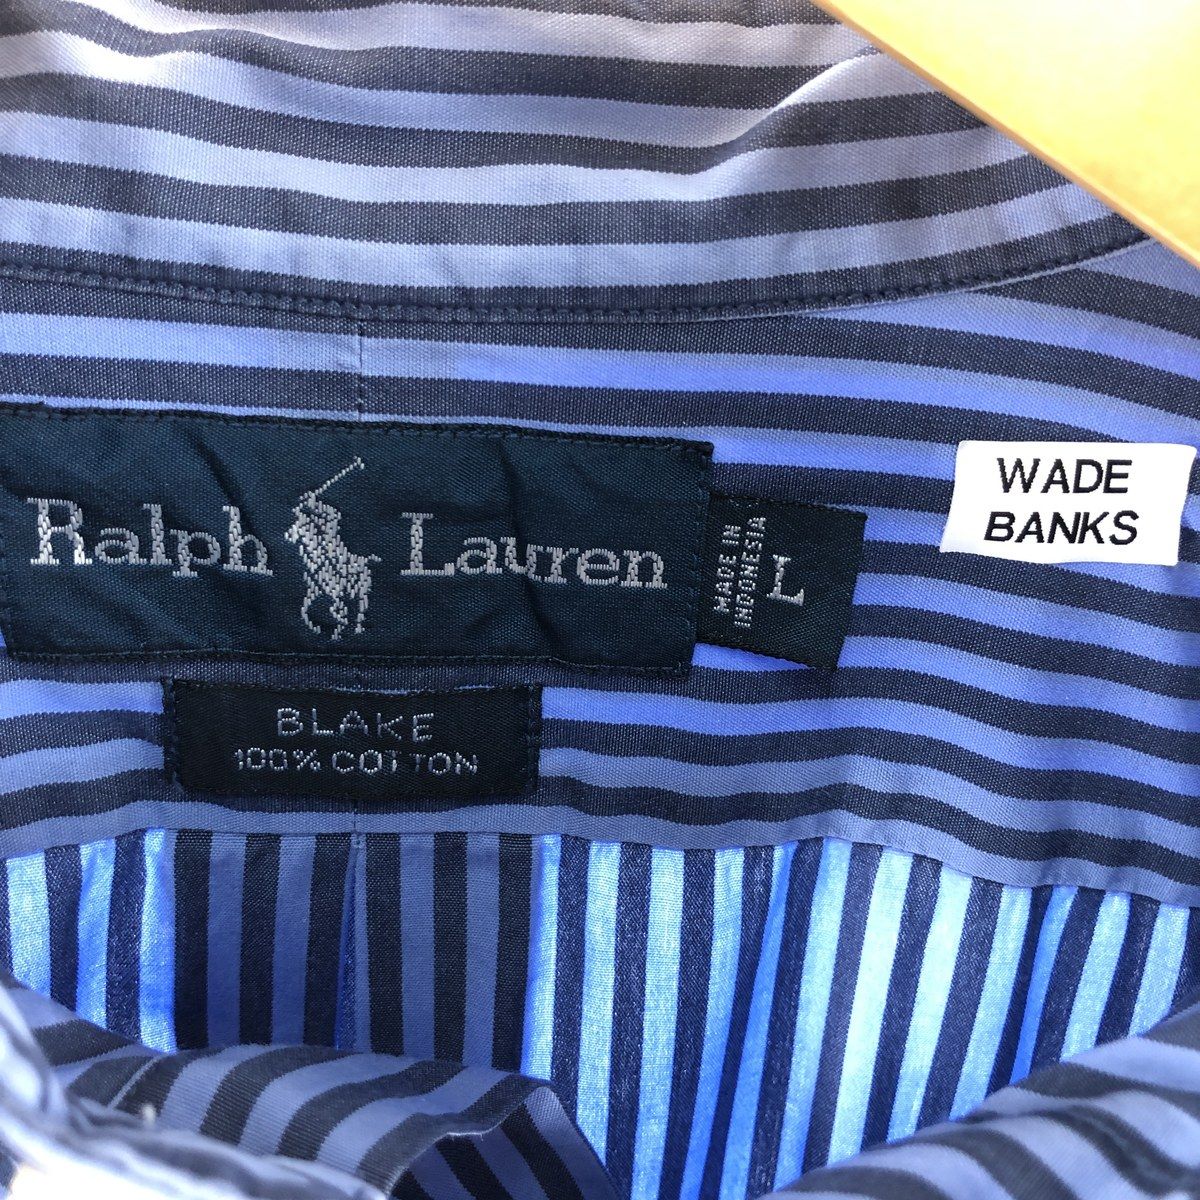 Ralph Lauren
MADE IN
INDONESIA
L
WADE
BANKS
BLAKE
100% COTTON